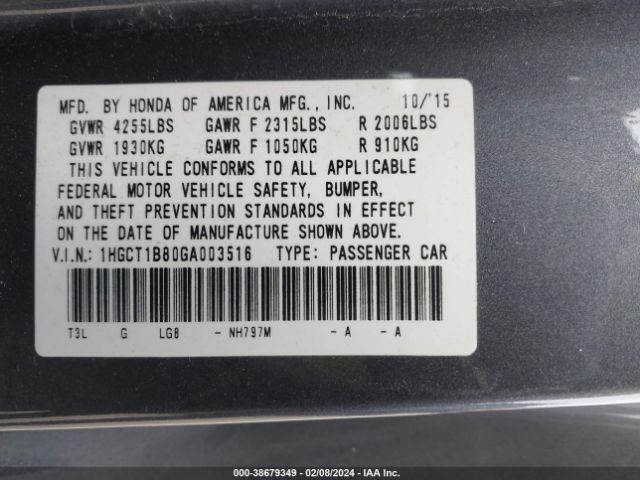 MFD. BY HONDA OF AMERICA MFG., INC. 10/'15
GVWR 4255LBS GAWR F 2315LBS R 2006LBS
GVWR 1930KG GAWR F 1050KG R 910KG
THIS VEHICLE CONFORMS TO ALL APPLICABLE
FEDERAL MOTOR VEHICLE SAFETY, BUMPER,
AND THEFT PREVENTION STANDARDS IN EFFECT
ON THE DATE OF MANUFACTURE SHOWN ABOVE.
V.I.N.: 1HGCT1B80GA003516 TYPE: PASSENGER CAR
T3L G LG8 - NH797M - A - A
000-38679349 | 02/08/2024 - IAA Inc.